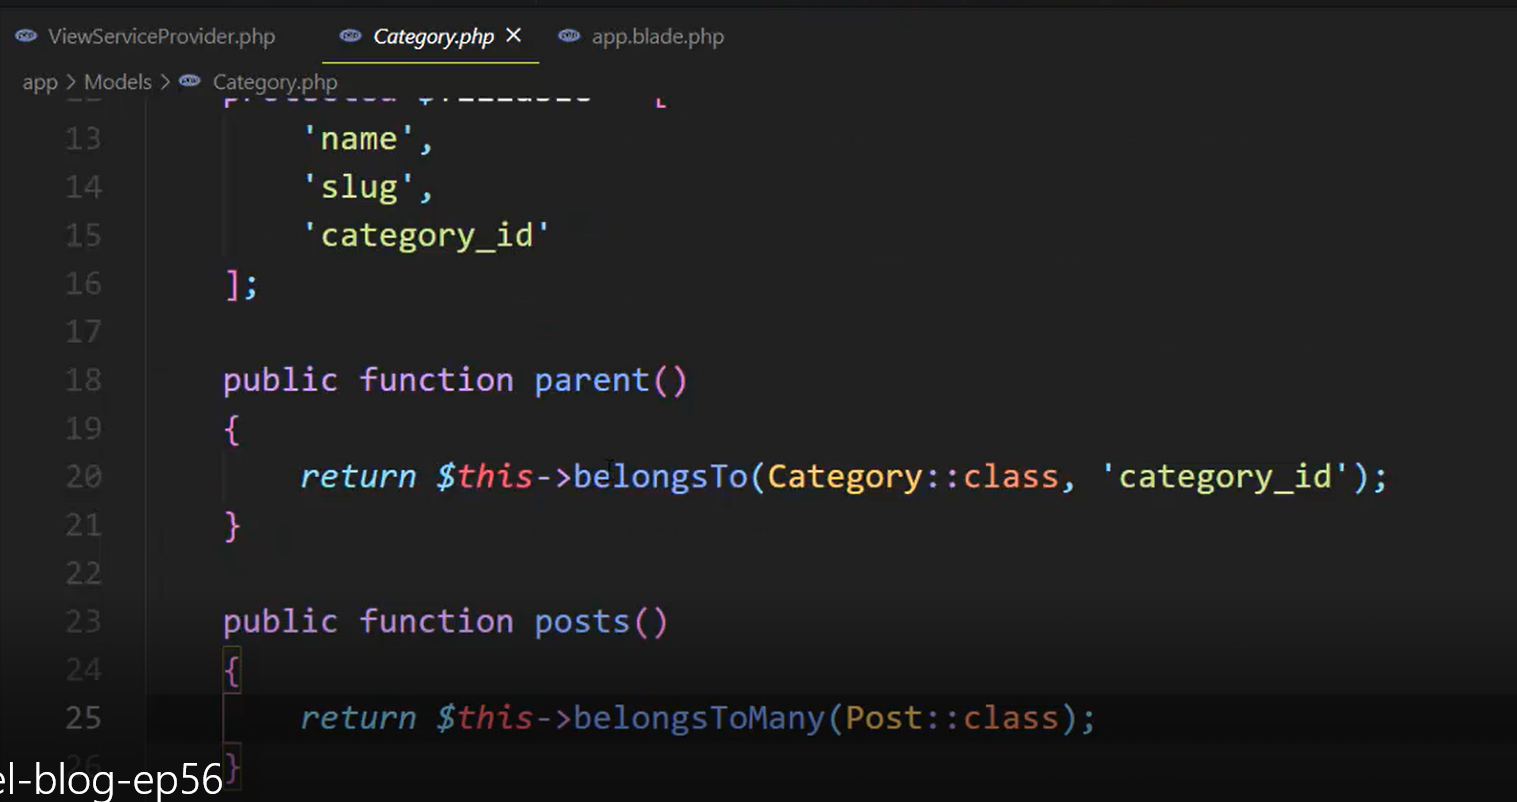 ViewServiceProvider.php Category.php × app.blade.php
app > Models > Category.php
13 'name',
14 'slug',
15 'category_id'
16 ];
17
18 public function parent()
19 {
20 return $this->belongsTo(Category::class, 'category_id');
21 }
22
23 public function posts()
24 {
25 return $this->belongsToMany(Post::class);
26 }
el-blog-ep56